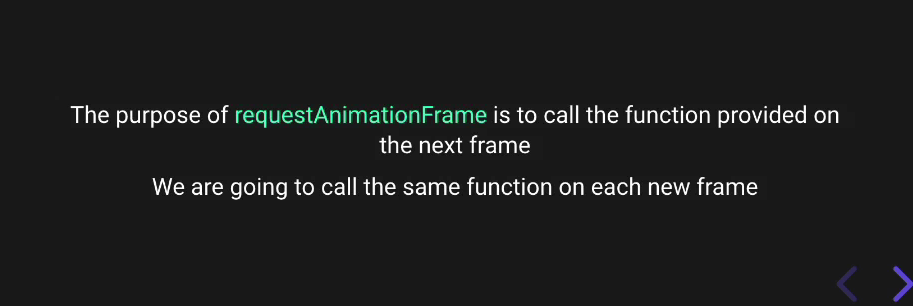 The purpose of requestAnimationFrame is to call the function provided on
the next frame
We are going to call the same function on each new frame